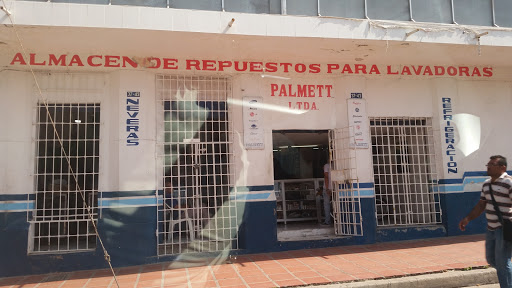 ALMACEN DE REPUESTOS PARA LAVADORAS
PALMETT
LTDA.
NEVERAS
REFRIGERACION